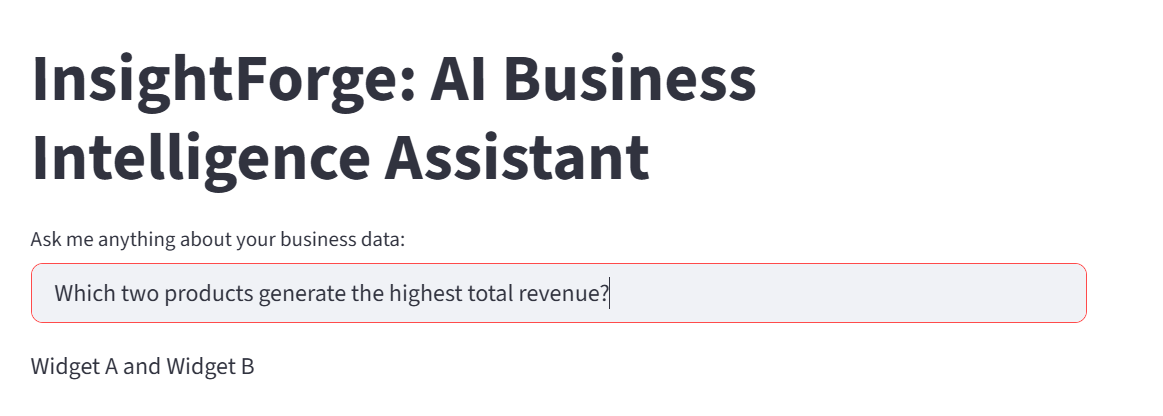 InsightForge: AI Business
Intelligence Assistant
Ask me anything about your business data:
Which two products generate the highest total revenue?
Widget A and Widget B